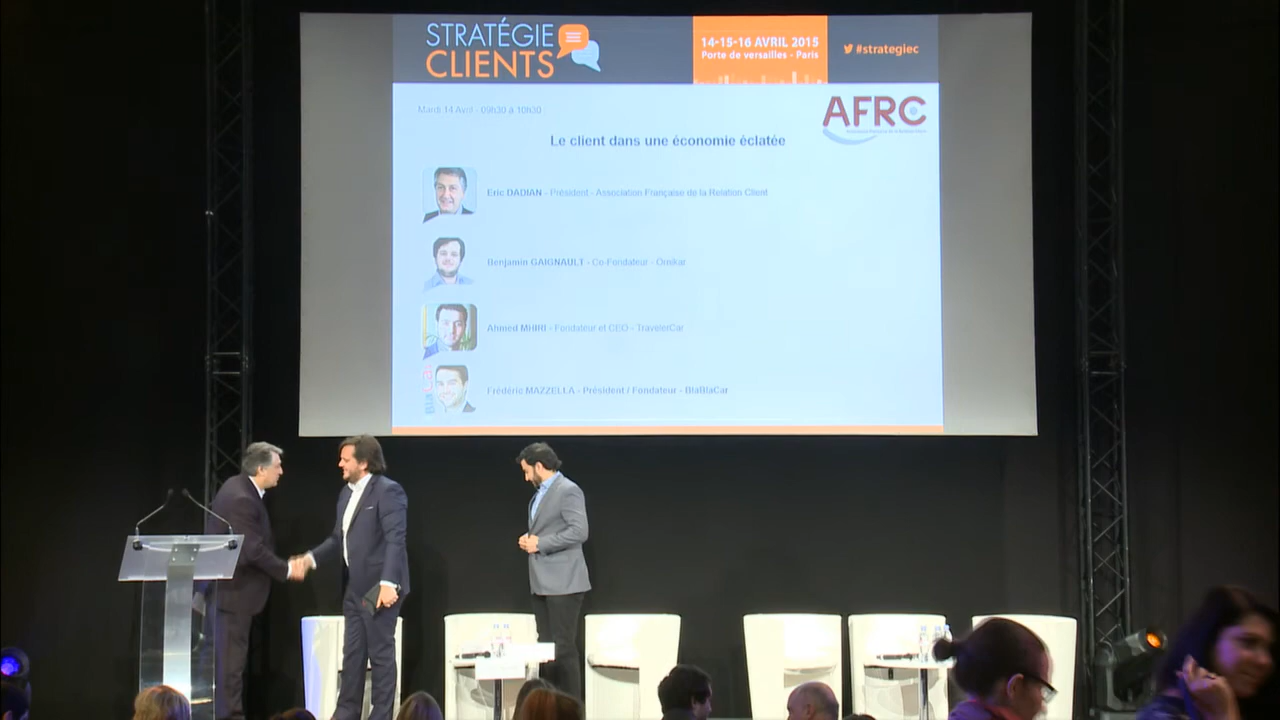 STRATÉGIE
CLIENTS
14-15-16 AVRIL 2015
Porte de versailles - Paris
#strategiec
Mardi 14 Avril - 09h30 à 10h30 :
AFRC
Le client dans une économie éclatée
Eric DADIAN - Président - Association Française de la Relation Client
Benjamin GAIGNAULT - Co-Fondateur - Ornikar
Ahmed MHIRI - Fondateur et CEO - TravelerCar
Frédéric MAZZELLA - Président / Fondateur - BlaBlaCar